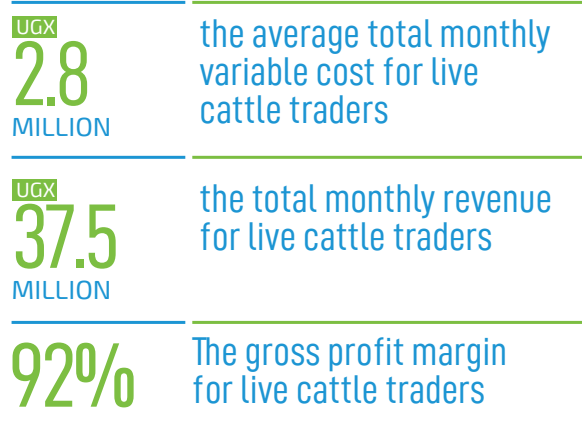 UGX
2.8
MILLION
the average total monthly
variable cost for live
cattle traders
UGX
37.5
MILLION
the total monthly revenue
for live cattle traders
92%
The gross profit margin
for live cattle traders